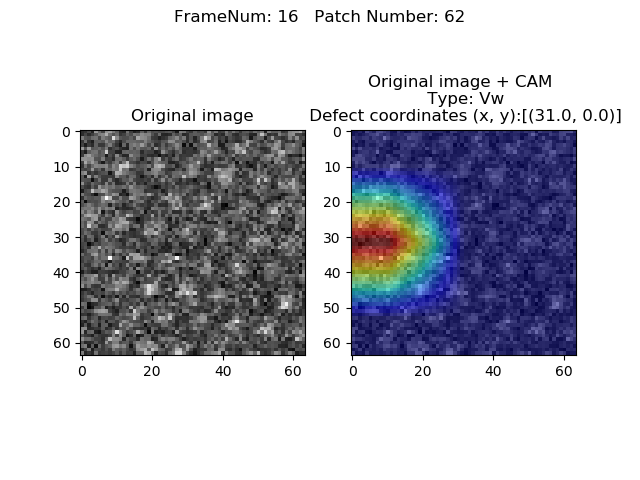 FrameNum: 16   Patch Number: 62
Original image
Original image + CAM
Type: Vw
Defect coordinates (x, y):[(31.0, 0.0)]
0
10
20
30
40
50
60
0 20 40 60
0
10
20
30
40
50
60
0 20 40 60